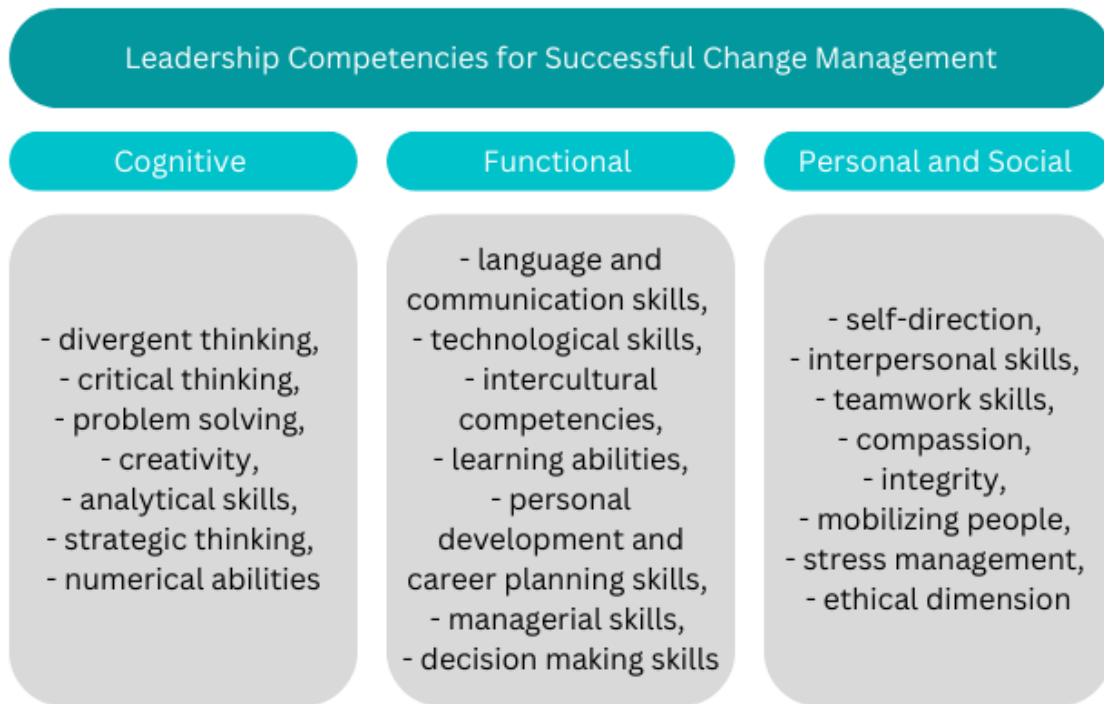 Leadership Competencies for Successful Change Management
Cognitive
- divergent thinking,
- critical thinking,
- problem solving,
- creativity,
- analytical skills,
- strategic thinking,
- numerical abilities
Functional
- language and
communication skills,
- technological skills,
- intercultural
competencies,
- learning abilities,
- personal
development and
career planning skills,
- managerial skills,
- decision making skills
Personal and Social
- self-direction,
- interpersonal skills,
- teamwork skills,
- compassion,
- integrity,
- mobilizing people,
- stress management,
- ethical dimension